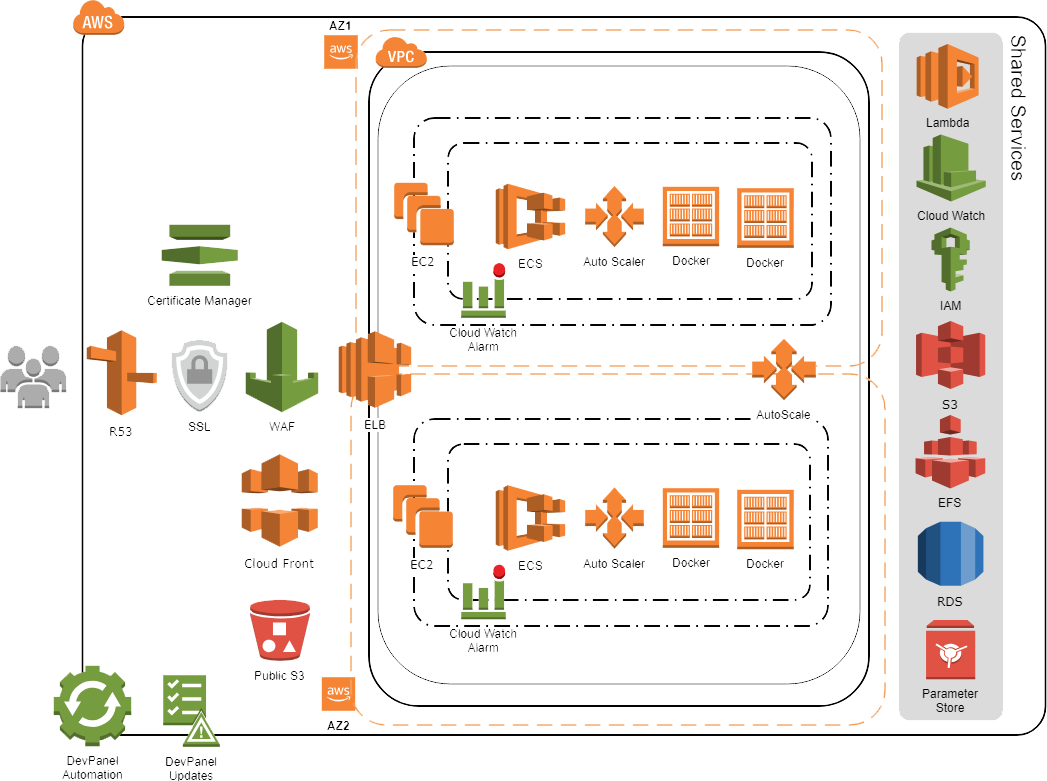 AWS
AZ1
aws
VPC
Shared Services
Lambda
Cloud Watch
IAM
S3
EFS
RDS
Parameter
Store
EC2
ECS
Auto Scaler
Docker
Docker
Cloud Watch
Alarm
Certificate Manager
R53
SSL
WAF
ELB
AutoScale
EC2
ECS
Auto Scaler
Docker
Docker
Cloud Watch
Alarm
Cloud Front
Public S3
aws
AZ2
DevPanel
Automation
DevPanel
Updates